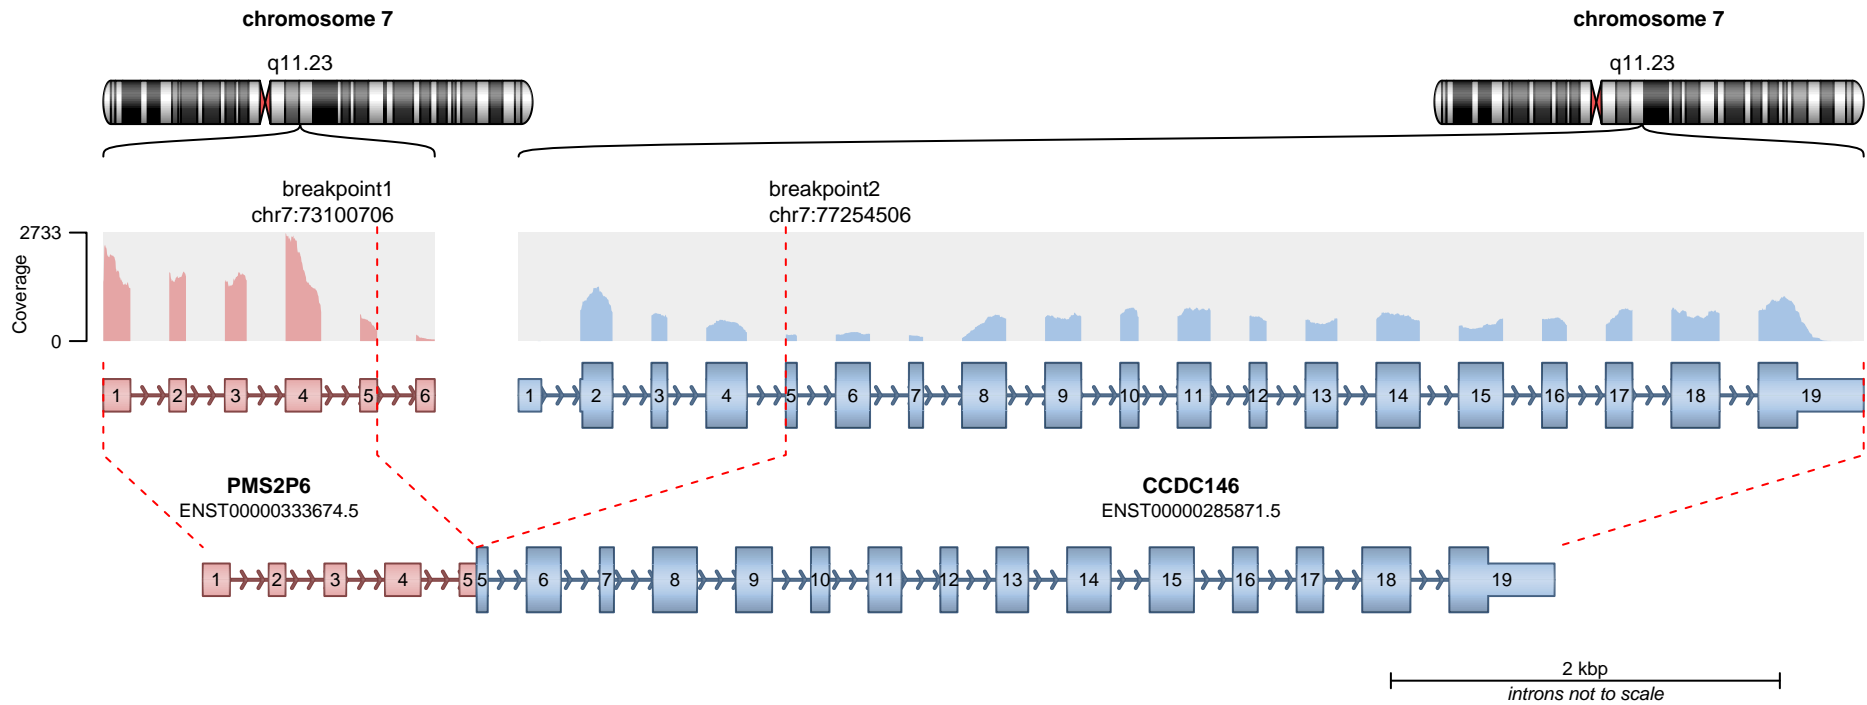 chromosome 7
chromosome 7
q11.23
q11.23
breakpoint1
chr7:73100706
breakpoint2
chr7:77254506
2733
Coverage
0
1 2 3 4 5 6
1 2 3 4 5 6 7 8 9 10 11 12 13 14 15 16 17 18 19
PMS2P6
ENST00000333674.5
CCDC146
ENST00000285871.5
1 2 3 4 5 5 6 7 8 9 10 11 12 13 14 15 16 17 18 19
2 kbp
introns not to scale